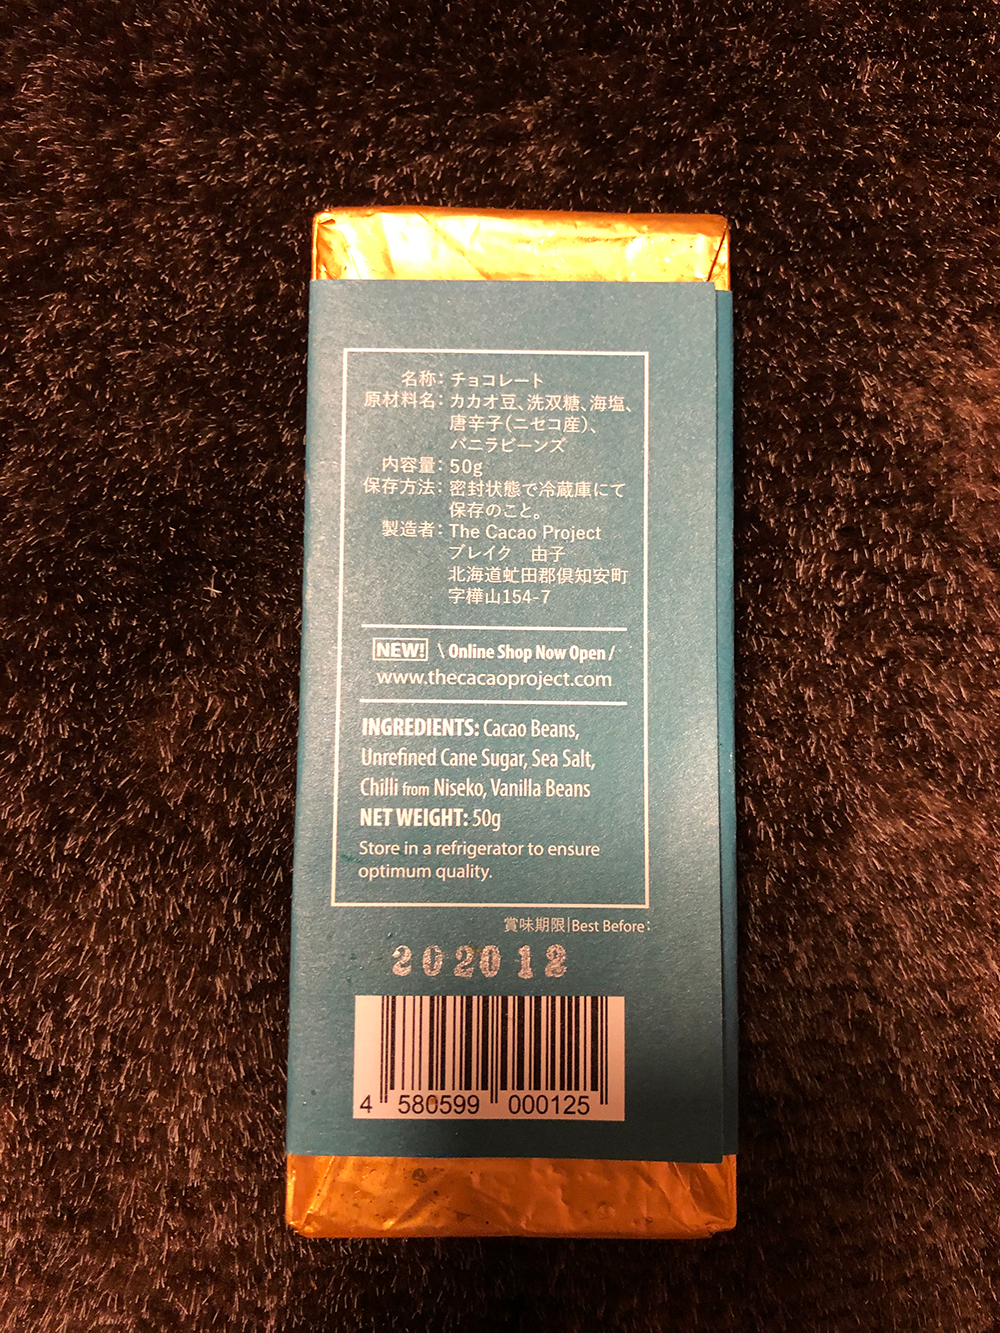 名称：チョコレート
原材料名：カカオ豆、洗双糖、海塩、
唐辛子（ニセコ産）、
バニラビーンズ
内容量：50g
保存方法：密封状態で冷蔵庫にて
保存のこと。
製造者：The Cacao Project
ブレイク　由子
北海道虻田郡倶知安町
字樺山154-7
NEW! \ Online Shop Now Open /
www.thecacaoproject.com
INGREDIENTS: Cacao Beans,
Unrefined Cane Sugar, Sea Salt,
Chilli from Niseko, Vanilla Beans
NET WEIGHT: 50g
Store in a refrigerator to ensure
optimum quality.
賞味期限|Best Before:
2020 12
4 580599 000125